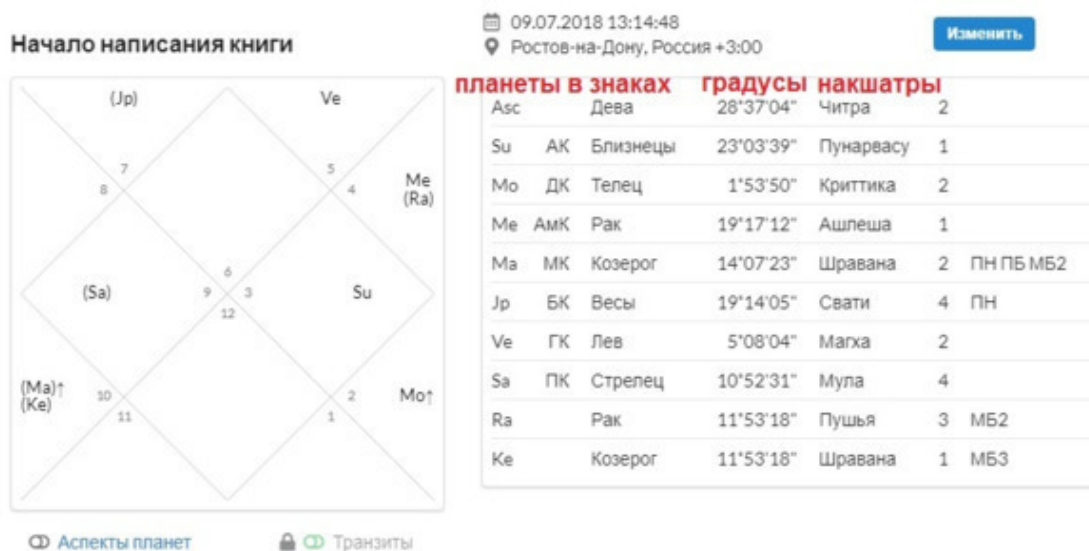 Начало написания книги
09.07.2018 13:14:48
Ростов-на-Дону, Россия +3:00
Изменить
(Jp)
Ve
7
8
5
4
Me
(Ra)
(Sa)
6
9
3
12
Su
(Ma)↑
(Ke)
10
11
2
1
Mo↑
планеты в знаках градусы накшатры
Asc Дева 28°37'04" Читра 2
Su АК Близнецы 23°03'39" Пунарвасу 1
Mo ДК Телец 1°53'50" Криттика 2
Me АмК Рак 19°17'12" Ашлеша 1
Ma МК Козерог 14°07'23" Шравана 2 ПН ПБ МБ2
Jp БК Весы 19°14'05" Свати 4 ПН
Ve ГК Лев 5°08'04" Магха 2
Sa ПК Стрелец 10°52'31" Мула 4
Ra Рак 11°53'18" Пушья 3 МБ2
Ke Козерог 11°53'18" Шравана 1 МБ3
Аспекты планет
Транзиты